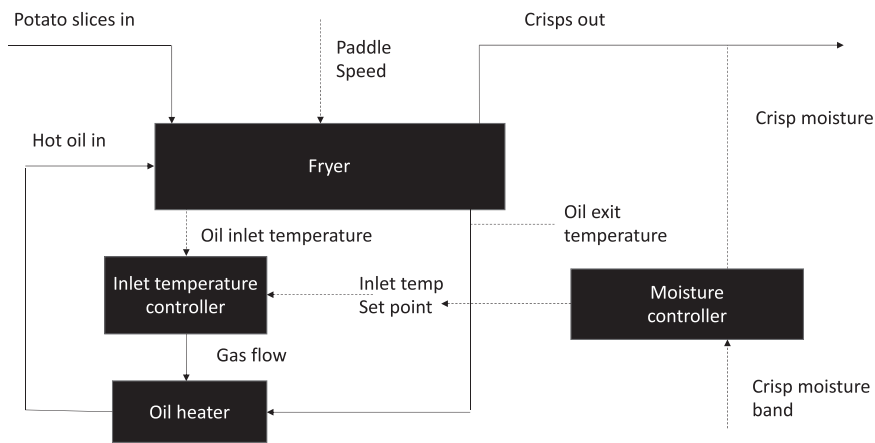 Potato slices in
Crisps out
Paddle
Speed
Crisp moisture
Hot oil in
Fryer
Oil exit
temperature
Oil inlet temperature
Inlet temperature
controller
Inlet temp
Set point
Moisture
controller
Gas flow
Crisp moisture
band
Oil heater